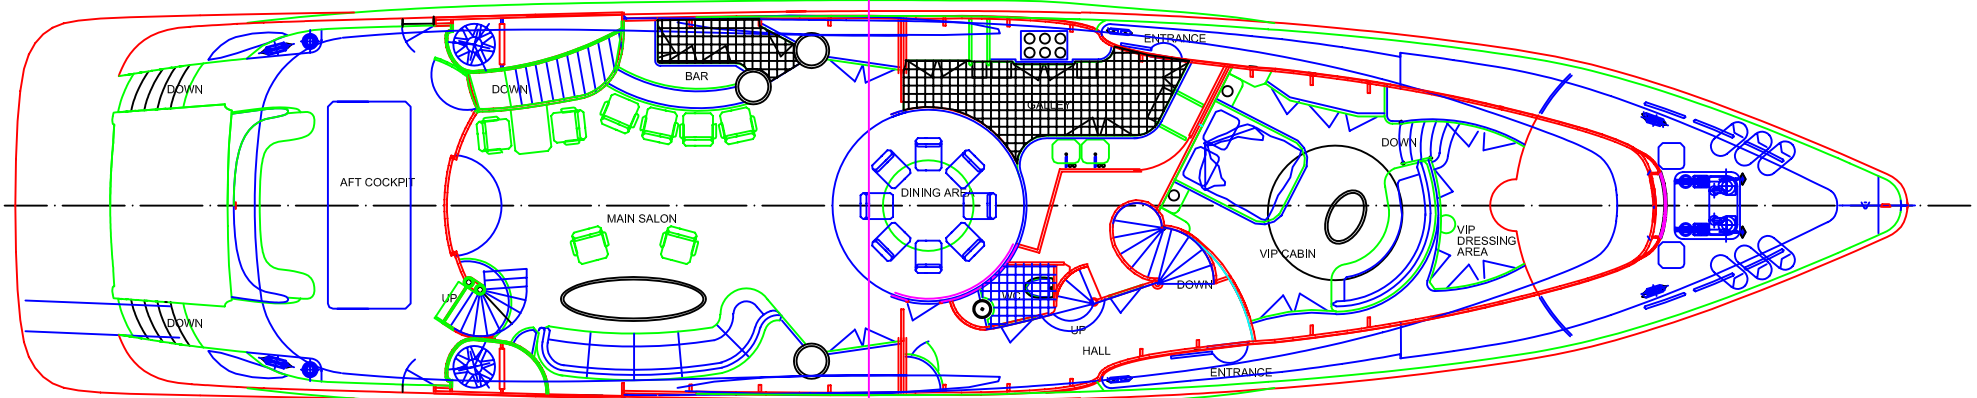 ENTRANCE
BAR
DOWN
DOWN
GALLEY
DOWN
AFT COCKPIT
DINING AREA
MAIN SALON
VIP
DRESSING
AREA
VIP CABIN
UP
WC
DOWN
DOWN
UP
HALL
ENTRANCE